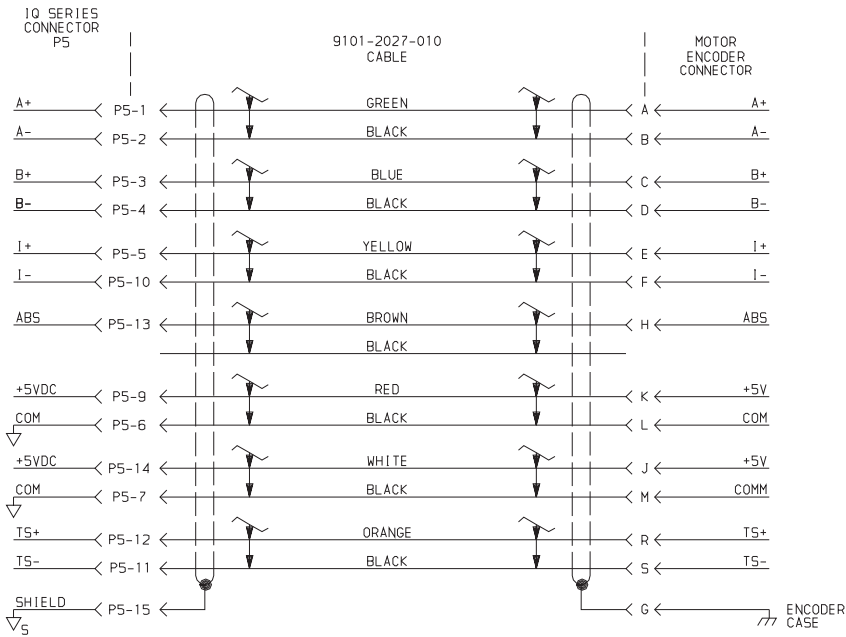 IQ SERIES
CONNECTOR
P5
9101-2027-010
CABLE
MOTOR
ENCODER
CONNECTOR
A+ P5-1 GREEN A A+
A- P5-2 BLACK B A-
B+ P5-3 BLUE C B+
B- P5-4 BLACK D B-
I+ P5-5 YELLOW E I+
I- P5-10 BLACK F I-
ABS P5-13 BROWN H ABS
BLACK
+5VDC P5-9 RED K +5V
COM P5-6 BLACK L COM
+5VDC P5-14 WHITE J +5V
COM P5-7 BLACK M COMM
TS+ P5-12 ORANGE R TS+
TS- P5-11 BLACK S TS-
SHIELD P5-15 G ENCODER
S CASE